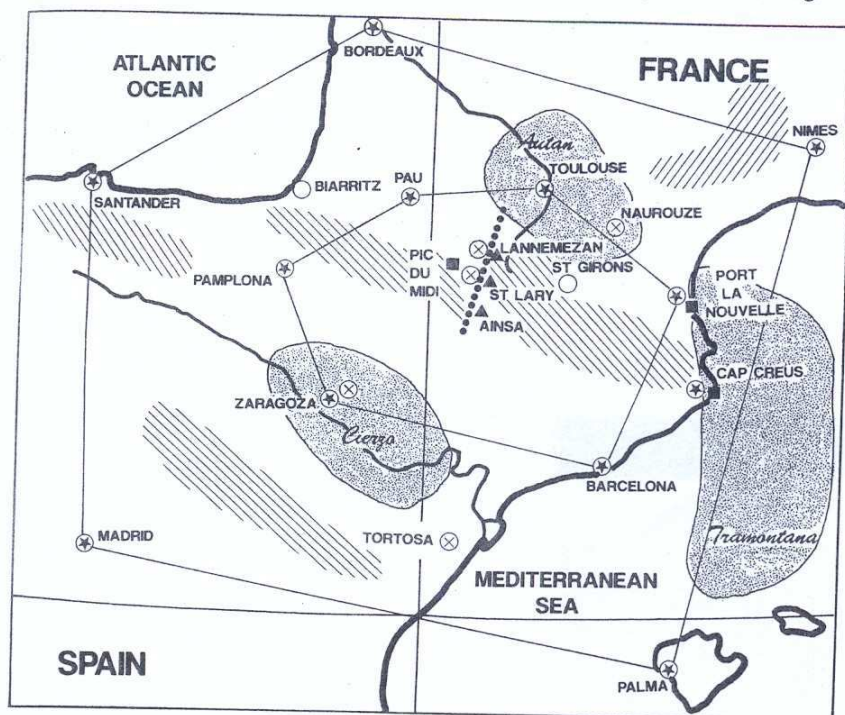 BORDEAUX
ATLANTIC
OCEAN
FRANCE
NIMES
Autan
TOULOUSE
BIARRITZ
PAU
SANTANDER
NAUROUZE
LANNEMEZAN
PIC
DU
MIDI
ST GIRONS
PAMPLONA
ST LARY
PORT
LA
NOUVELLE
AINSA
CAP CREUS
ZARAGOZA
Cierzo
BARCELONA
MADRID
TORTOSA
Tramontana
MEDITERRANEAN
SEA
SPAIN
PALMA